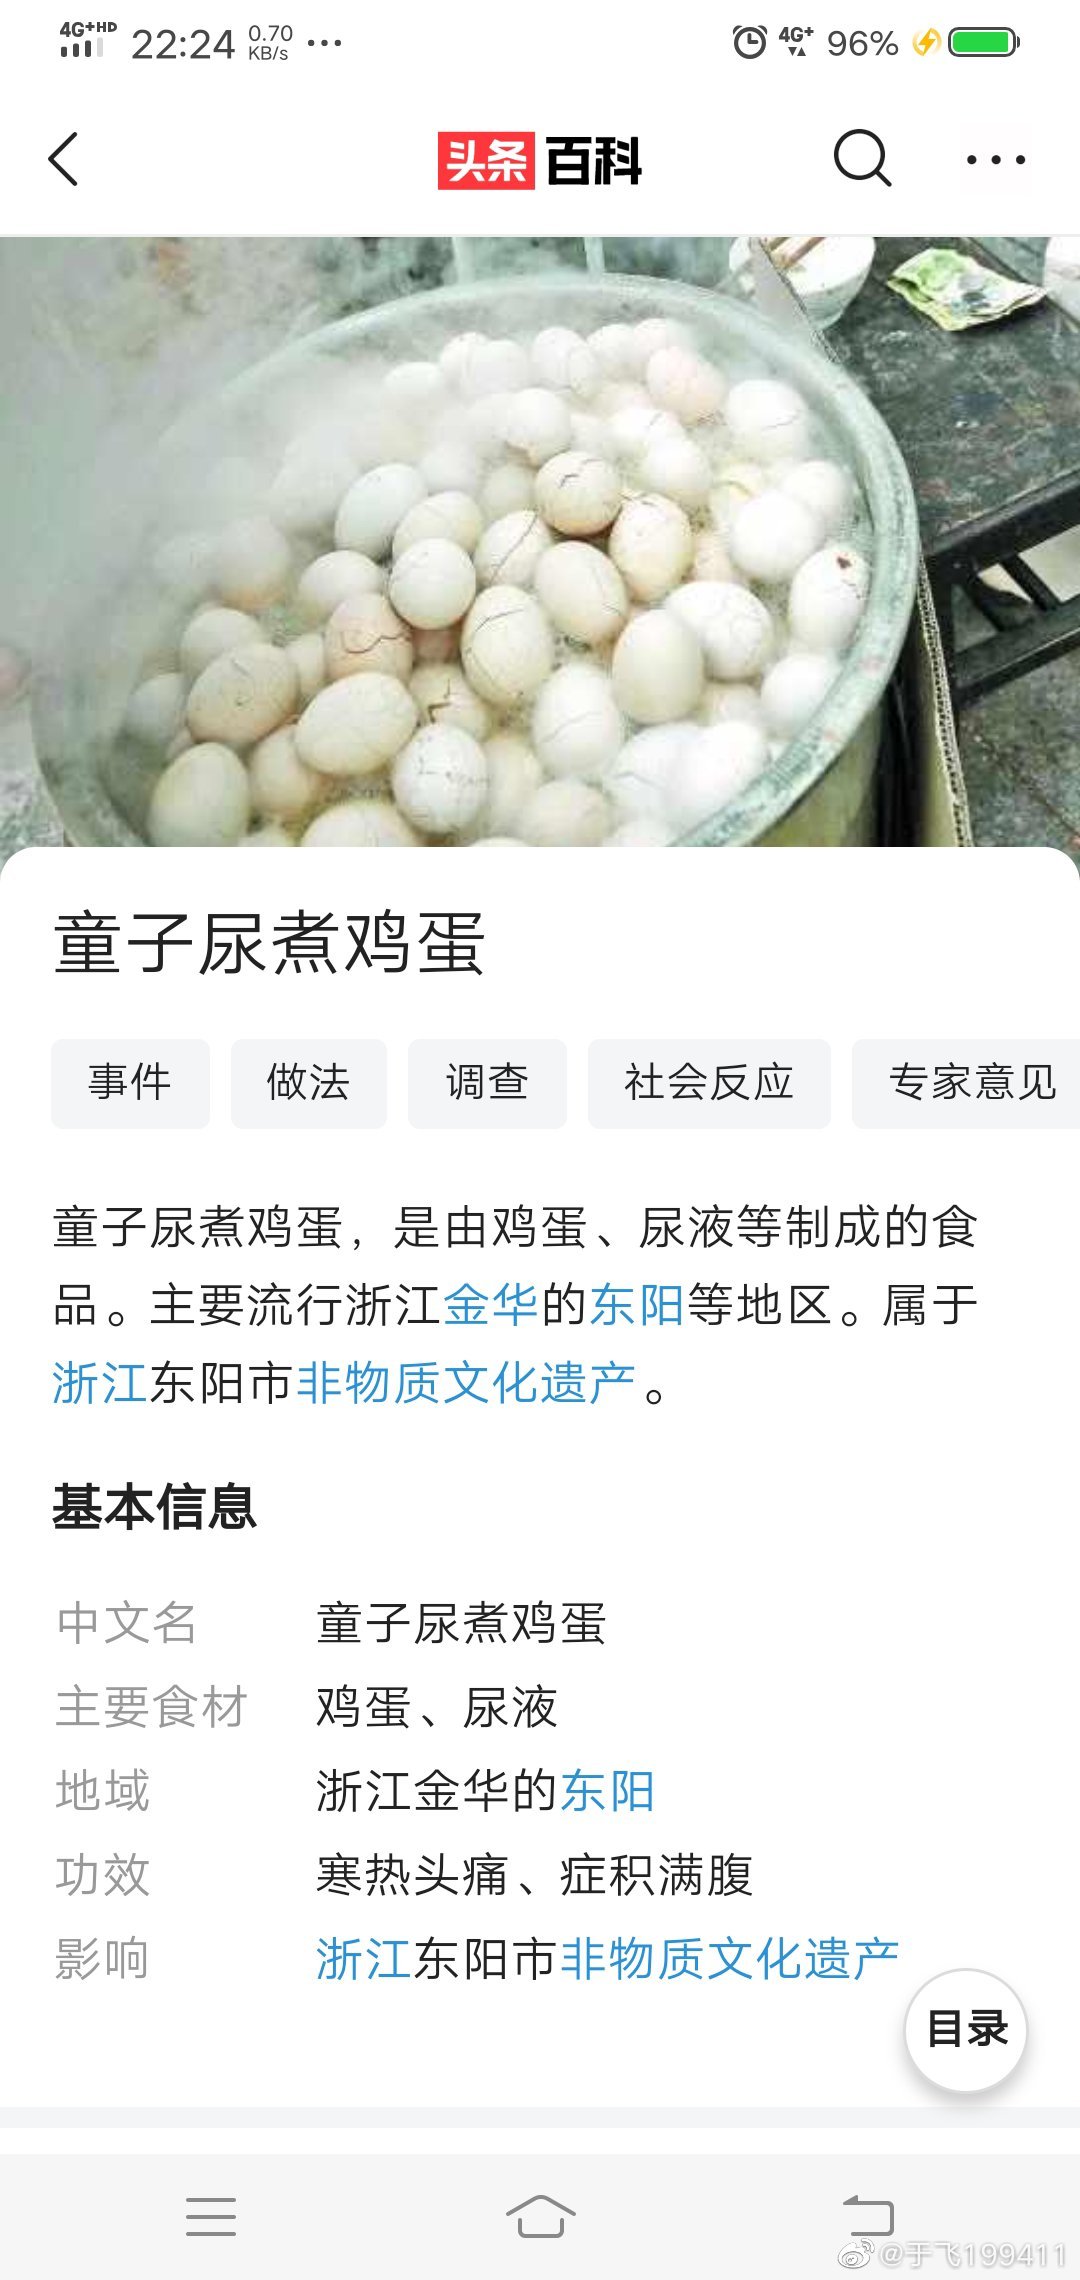 4G+HD 22:24 0.70 KB/s ... 4G+ 96%
头条 百科
童子尿煮鸡蛋
事件 做法 调查 社会反应 专家意见
童子尿煮鸡蛋，是由鸡蛋、尿液等制成的食
品。主要流行浙江金华的东阳等地区。属于
浙江东阳市非物质文化遗产。
基本信息
中文名 童子尿煮鸡蛋
主要食材 鸡蛋、尿液
地域 浙江金华的东阳
功效 寒热头痛、症积满腹
影响 浙江东阳市非物质文化遗产
目录
@于飞199411